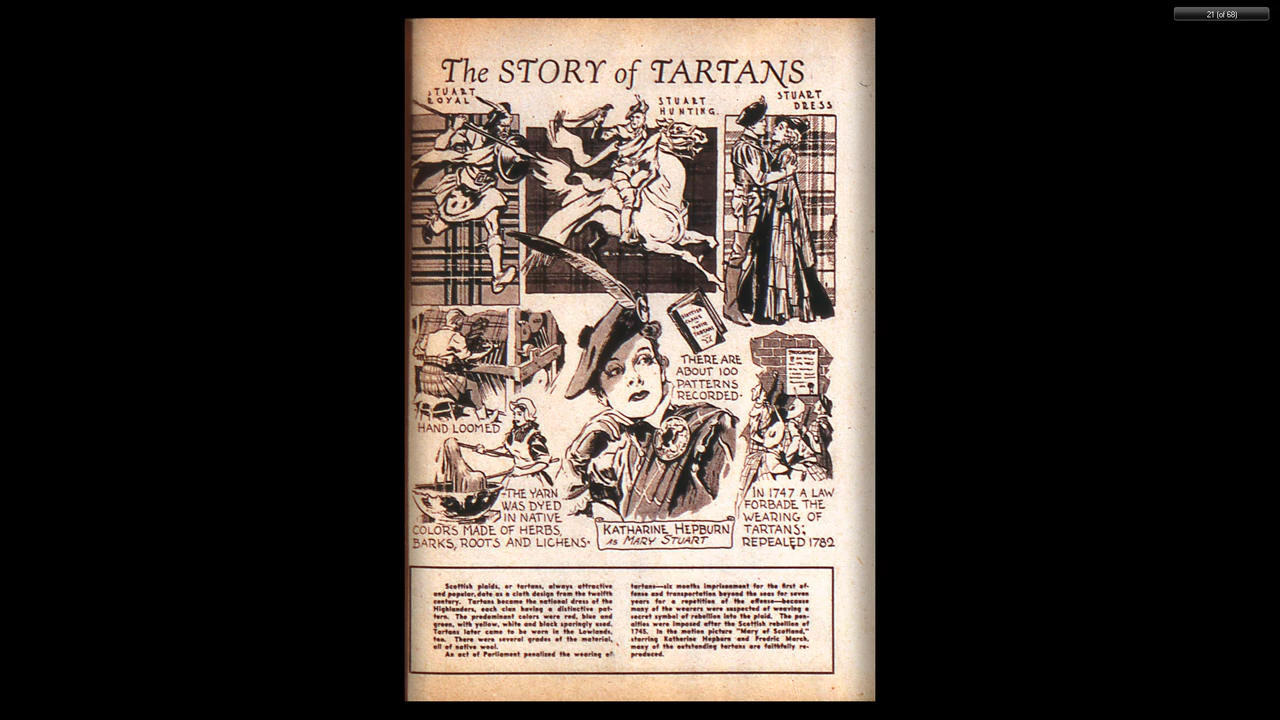 21 (of 68)
The STORY of TARTANS
STUART
ROYAL
STUART
HUNTING.
STUART
DRESS
SCOTTISH
CLANS
THEIR
TARTANS
THERE ARE
ABOUT 100
PATTERNS
RECORDED.
HAND LOOMED
THE YARN
WAS DYED
IN NATIVE
COLORS MADE OF HERBS,
BARKS, ROOTS AND LICHENS.
KATHARINE HEPBURN
AS MARY STUART
IN 1747 A LAW
FORBADE THE
WEARING OF
TARTANS;
REPEALED 1782
Scottish plaids, or tartans, always attractive
and popular, date as a cloth design from the twelfth
century. Tartans became the national dress of the
Highlanders, each clan having a distinctive pat-
tern. The predominant colors were red, blue and
green, with yellow, white and black sparingly used.
Tartans later came to be worn in the Lowlands,
too. There were several grades of the material,
all of native wool.
An act of Parliament penalized the wearing of
tartans—six months imprisonment for the first of-
fense and transportation beyond the seas for seven
years for a repetition of the offense—because
many of the wearers were suspected of weaving a
secret symbol of rebellion into the plaid. The pen-
alties were imposed after the Scottish rebellion of
1745. In the motion picture "Mary of Scotland,"
starring Katherine Hepburn and Fredric March,
many of the outstanding tartans are faithfully re-
produced.